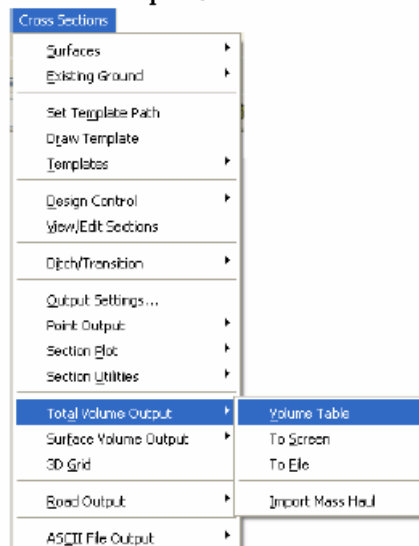 Cross Sections
Surfaces
Existing Ground
Set Template Path
Draw Template
Templates
Design Control
View/Edit Sections
Ditch/Transition
Output Settings...
Point Output
Section Plot
Section Utilities
Total Volume Output
Volume Table
Surface Volume Output
To Screen
3D Grid
To File
Road Output
Import Mass Haul
ASCII File Output